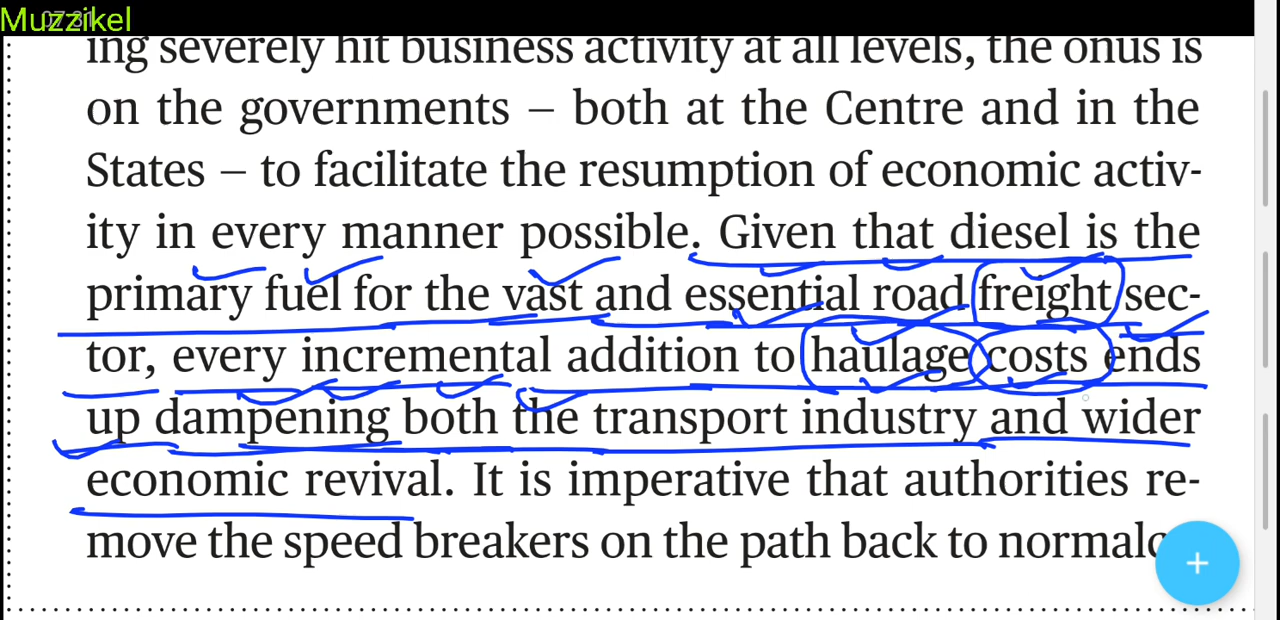 Muzzikel
ing severely hit business activity at all levels, the onus is
on the governments – both at the Centre and in the
States – to facilitate the resumption of economic activ-
ity in every manner possible. Given that diesel is the
primary fuel for the vast and essential road freight sec-
tor, every incremental addition to haulage costs ends
up dampening both the transport industry and wider
economic revival. It is imperative that authorities re-
move the speed breakers on the path back to normalc
+